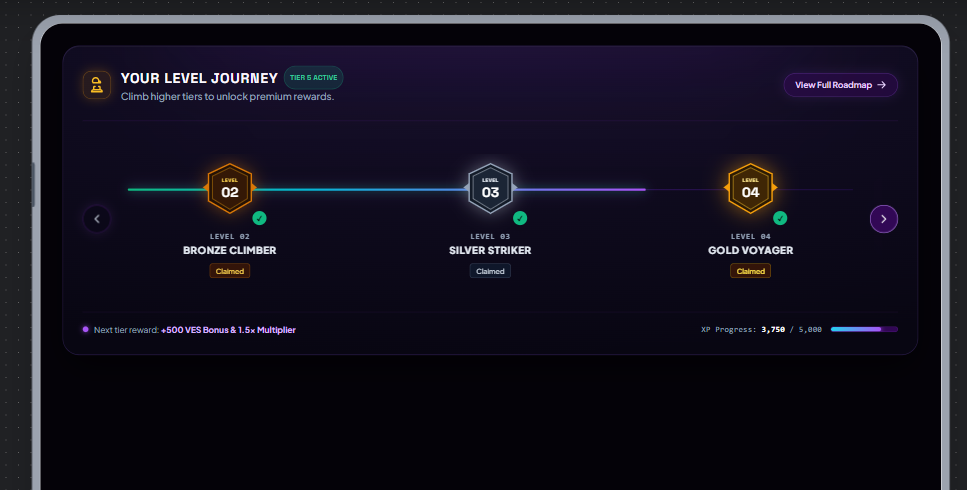 YOUR LEVEL JOURNEY TIER 5 ACTIVE
Climb higher tiers to unlock premium rewards.
View Full Roadmap →
LEVEL
02
LEVEL
03
LEVEL
04
LEVEL 02
BRONZE CLIMBER
Claimed
LEVEL 03
SILVER STRIKER
Claimed
LEVEL 04
GOLD VOYAGER
Claimed
Next tier reward: +500 VES Bonus & 1.5x Multiplier
XP Progress: 3,750 / 5,000